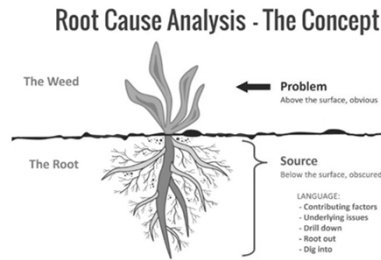 Root Cause Analysis - The Concept
The Weed
Problem
Above the surface, obvious
The Root
Source
Below the surface, obscured
LANGUAGE:
- Contributing factors
- Underlying issues
- Drill down
- Root out
- Dig into